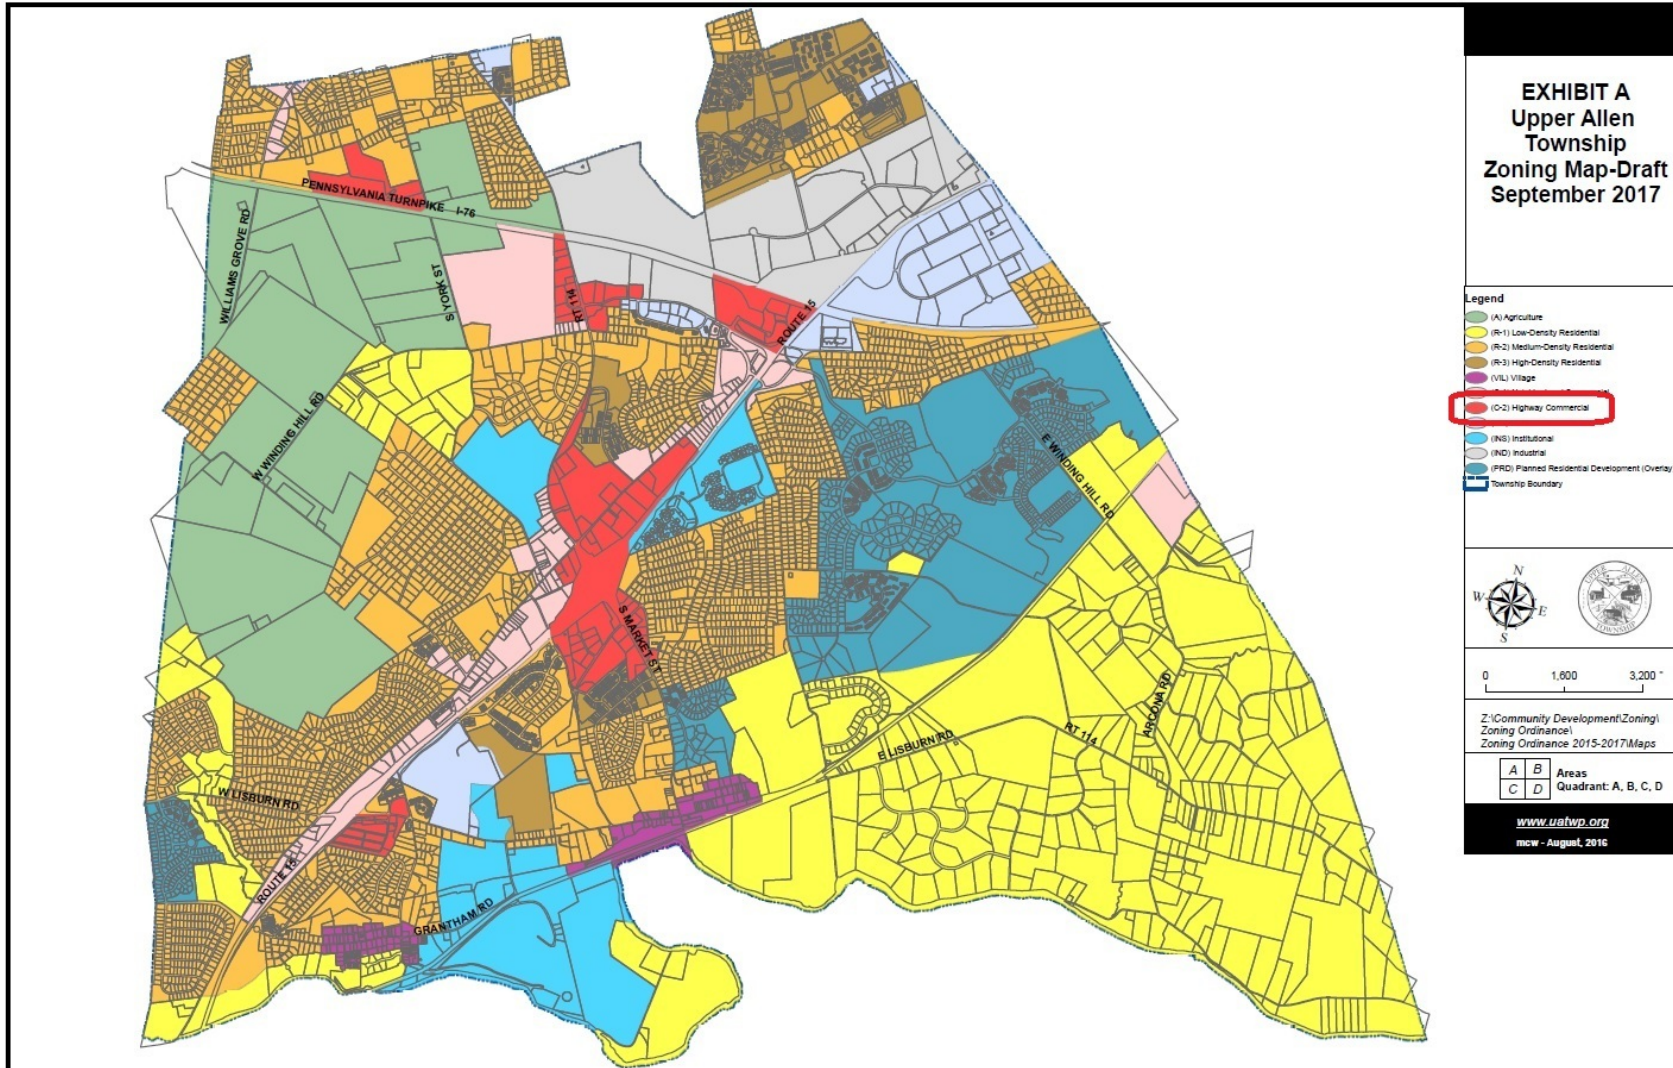 EXHIBIT A
Upper Allen
Township
Zoning Map-Draft
September 2017
Legend
(A) Agriculture
(R-1) Low-Density Residential
(R-2) Medium-Density Residential
(R-3) High-Density Residential
(VIL) Village
(C-2) Highway Commercial
(INS) Institutional
(IND) Industrial
(PRD) Planned Residential Development (Overlay
Township Boundary
N
W
E
S
UPPER ALLEN
TOWNSHIP
0 1,600 3,200
Z:\Community Development\Zoning\
Zoning Ordinance\
Zoning Ordinance 2015-2017\Maps
A B
C D
Areas
Quadrant: A, B, C, D
www.uatwp.org
mcw - August, 2016
PENNSYLVANIA TURNPIKE I-76
WILLIAMS GROVE RD
S YORK ST
RT 114
ROUTE 15
W WINDING HILL RD
E WINDING HILL RD
S MARKET ST
ARCONA RD
RT 114
E LISBURN RD
W LISBURN RD
ROUTE 15
GRANTHAM RD